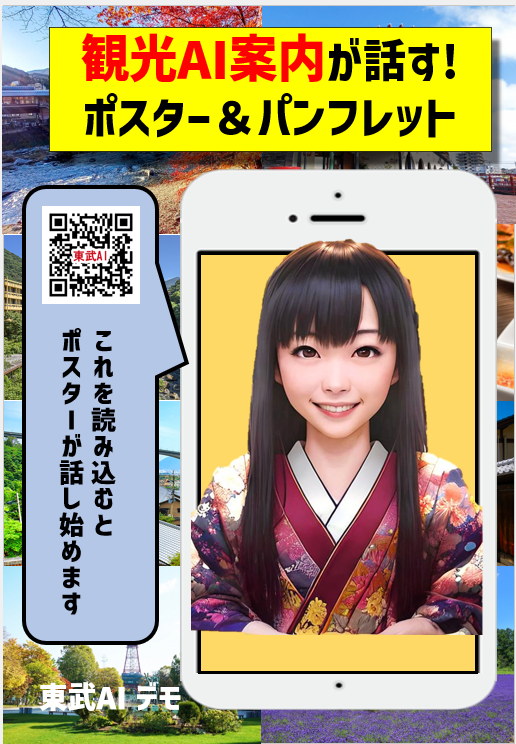 観光AI案内が話す!
ポスター&パンフレット
東武AI
これを読み込むと
ポスターが話し始めます
東武AI デモ